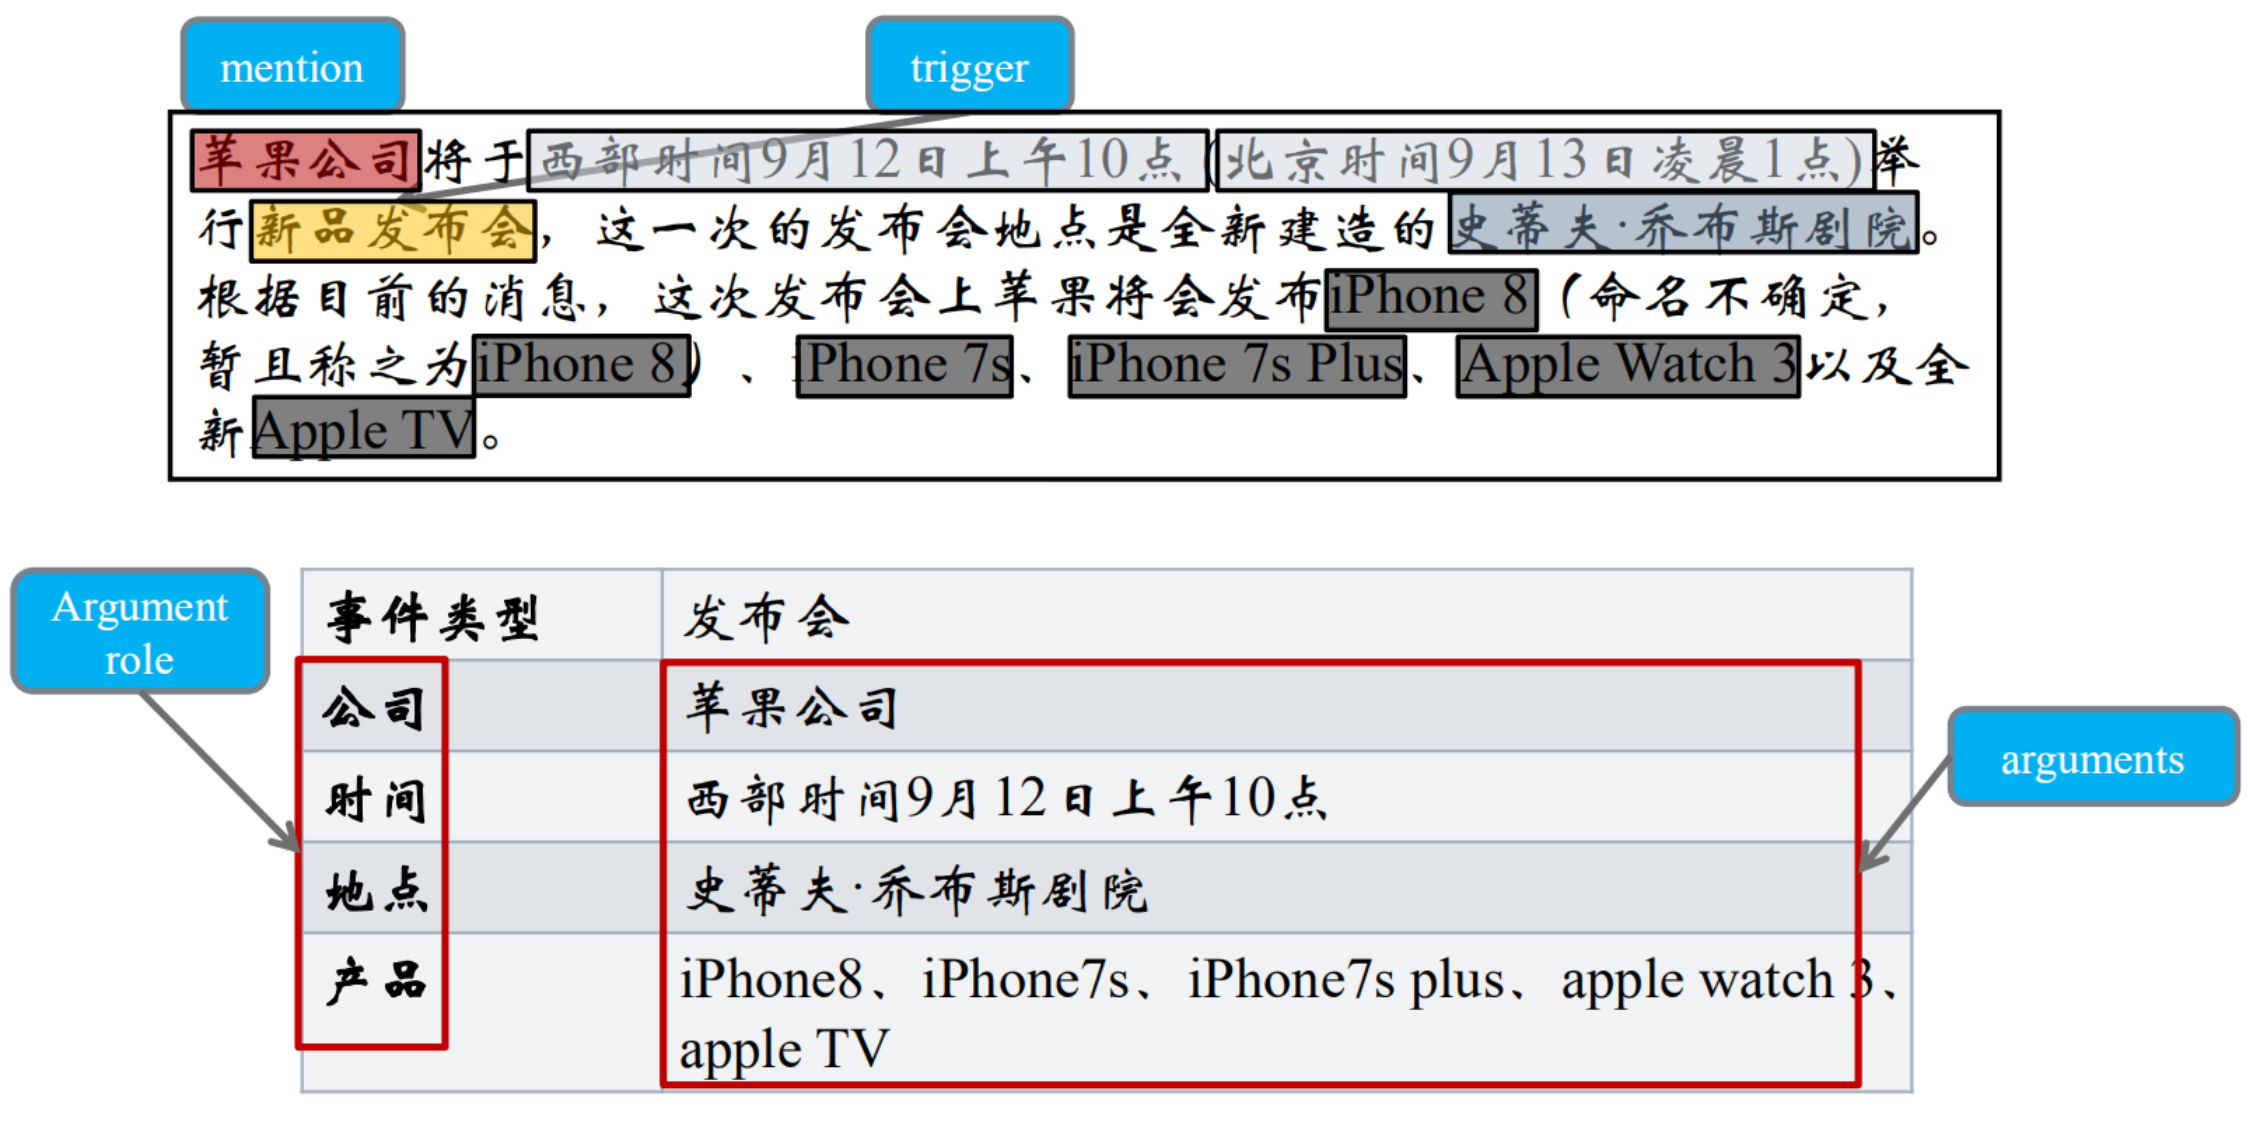 mention
trigger
苹果公司将于西部时间9月12日上午10点(北京时间9月13日凌晨1点)举
行新品发布会，这一次的发布会地点是全新建造的史蒂夫·乔布斯剧院。
根据目前的消息，这次发布会上苹果将会发布iPhone 8（命名不确定，
暂且称之为iPhone 8）、iPhone 7s、iPhone 7s Plus、Apple Watch 3以及全
新Apple TV。
Argument
role
事件类型 发布会
公司 苹果公司
时间 西部时间9月12日上午10点
地点 史蒂夫·乔布斯剧院
产品 iPhone8、iPhone7s、iPhone7s plus、apple watch 3、
apple TV
arguments